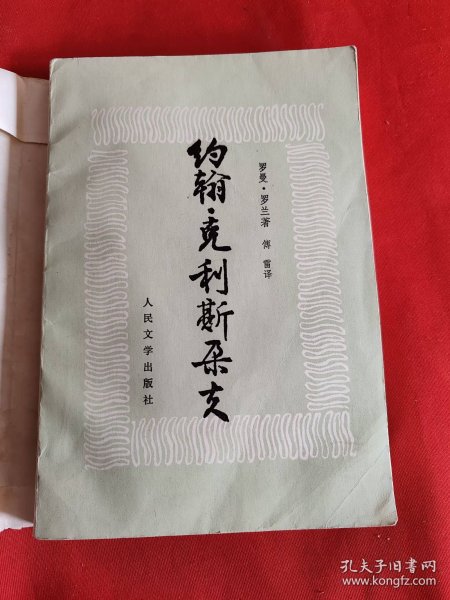 约翰·克利斯朵夫
罗曼·罗兰著 傅雷译
人民文学出版社
孔夫子旧书网
www.kongfz.com